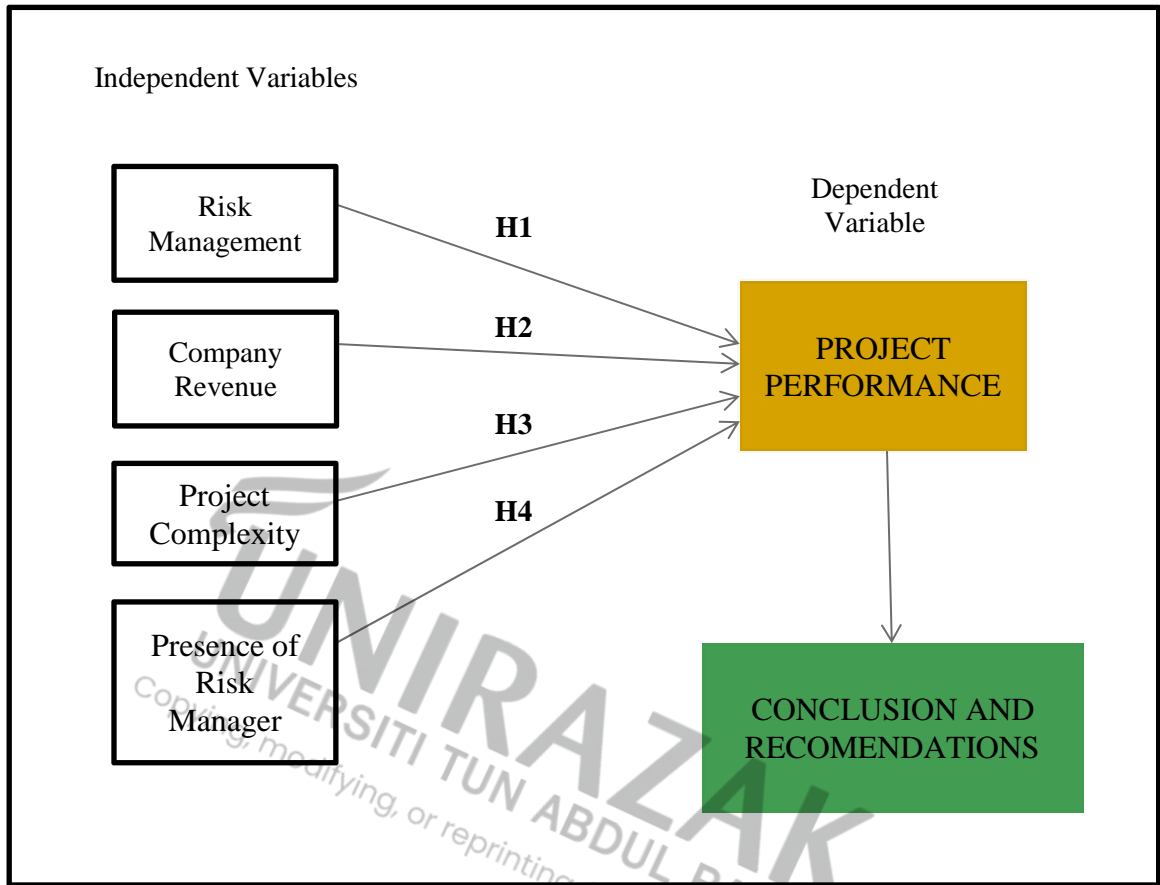 Independent Variables
Risk
Management
H1
Dependent
Variable
Company
Revenue
H2
PROJECT
PERFORMANCE
Project
Complexity
H3
H4
Presence of
Risk
Manager
CONCLUSION AND
RECOMENDATIONS
UNIRAZAK
UNIVERSITI TUN ABDUL
Copying, modifying, or reprinting